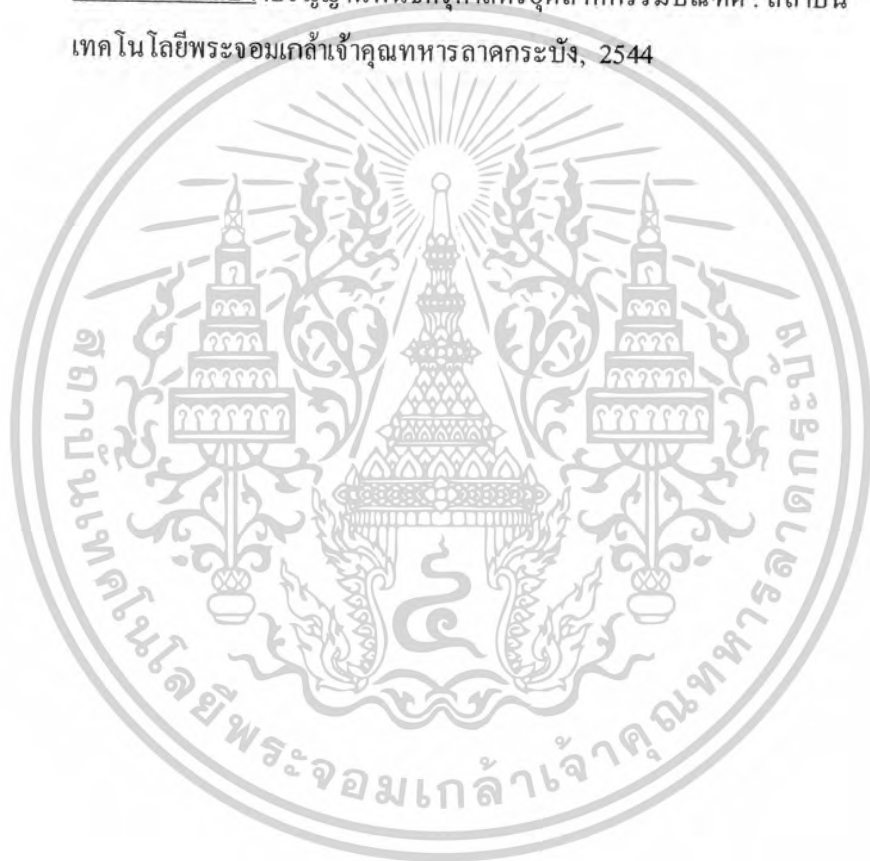 เทคโนโลยีพระจอมเกล้าเจ้าคุณทหารลาดกระบัง, 2544
สถาบันเทคโนโลยีพระจอมเกล้าเจ้าคุณทหารลาดกระบัง
๔